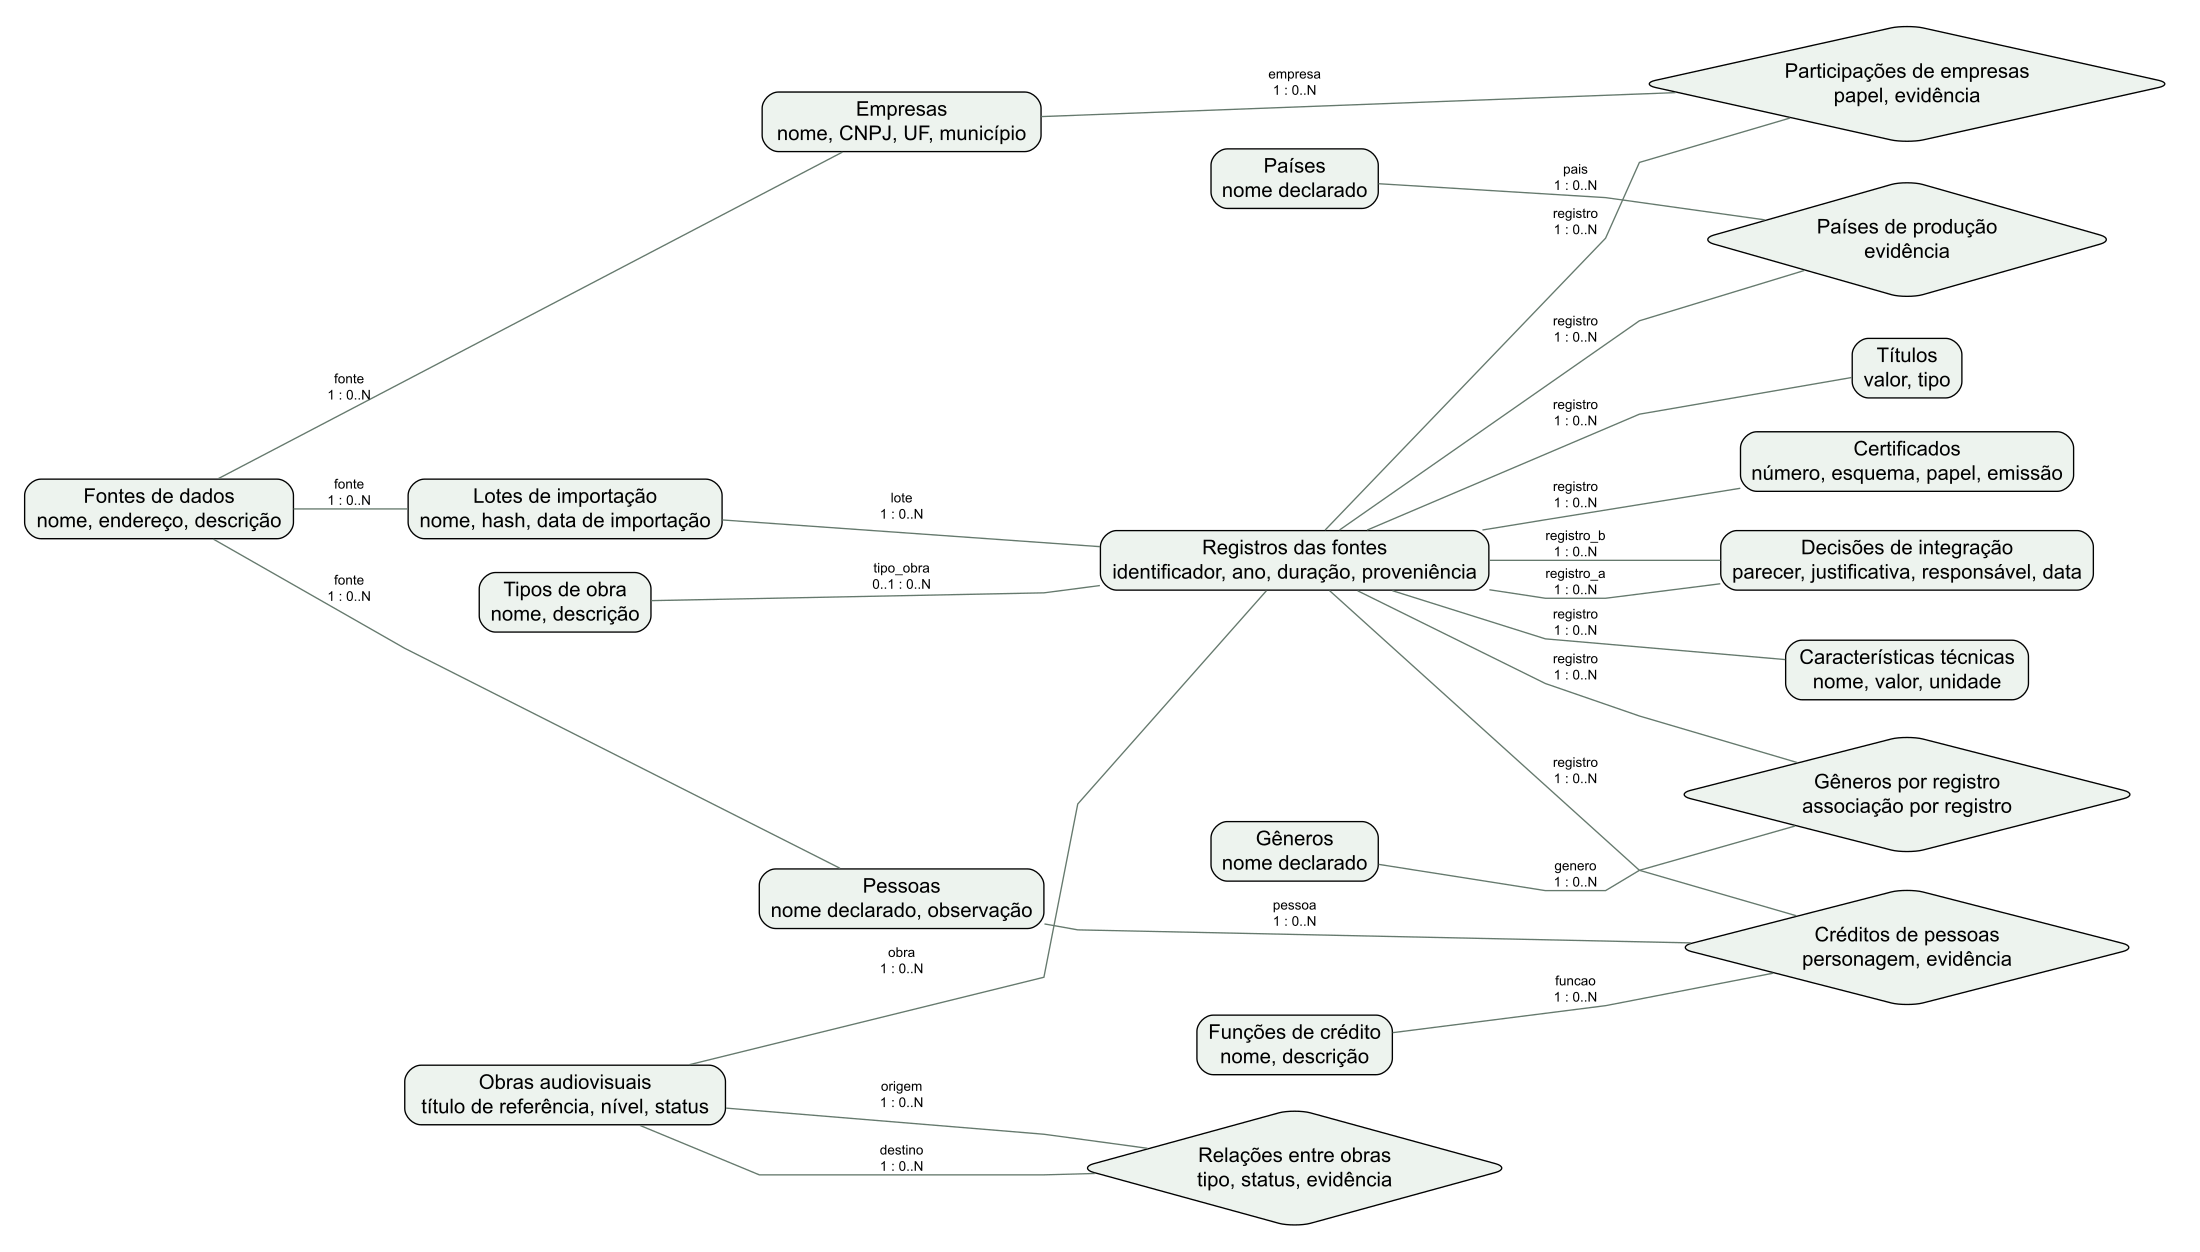 Participações de empresas
papel, evidência
empresa
1 : 0..N
Empresas
nome, CNPJ, UF, município
Países
nome declarado
pais
1 : 0..N
registro
1 : 0..N
Países de produção
evidência
registro
1 : 0..N
Títulos
valor, tipo
fonte
1 : 0..N
registro
1 : 0..N
Certificados
número, esquema, papel, emissão
Fontes de dados
nome, endereço, descrição
fonte
1 : 0..N
Lotes de importação
nome, hash, data de importação
lote
1 : 0..N
registro
1 : 0..N
Registros das fontes
identificador, ano, duração, proveniência
registro_b
1 : 0..N
Decisões de integração
parecer, justificativa, responsável, data
registro_a
1 : 0..N
fonte
1 : 0..N
Tipos de obra
nome, descrição
tipo_obra
0..1 : 0..N
registro
1 : 0..N
Características técnicas
nome, valor, unidade
registro
1 : 0..N
registro
1 : 0..N
Gêneros por registro
associação por registro
Gêneros
nome declarado
genero
1 : 0..N
Pessoas
nome declarado, observação
pessoa
1 : 0..N
Créditos de pessoas
personagem, evidência
obra
1 : 0..N
funcao
1 : 0..N
Funções de crédito
nome, descrição
Obras audiovisuais
título de referência, nível, status
origem
1 : 0..N
destino
1 : 0..N
Relações entre obras
tipo, status, evidência